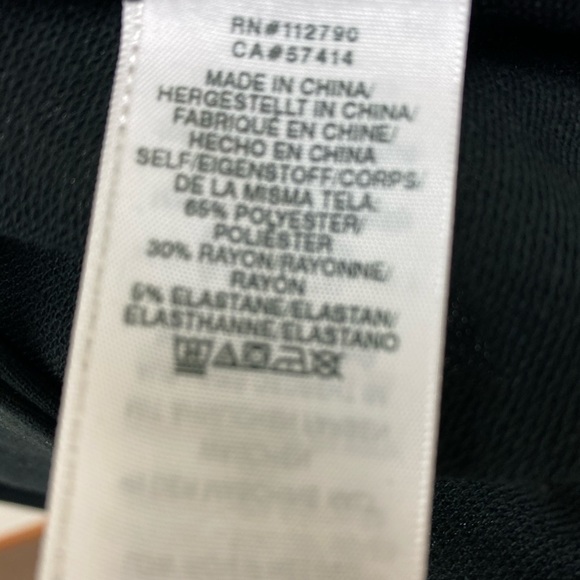 RN#112790
CA#57414
MADE IN CHINA/
HERGESTELLT IN CHINA/
FABRIQUÉ EN CHINE/
HECHO EN CHINA
SELF/EIGENSTOFF/CORPS/
DE LA MISMA TELA:
65% POLYESTER/
POLIÉSTER
30% RAYON/RAYONNE/
RAYON
5% ELASTANE/ELASTAN/
ELASTHANNE/ELASTANO